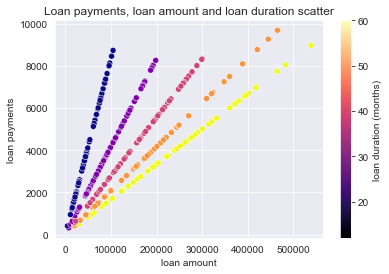 Loan payments, loan amount and loan duration scatter
10000
8000
6000
4000
2000
0
loan payments
0 100000 200000 300000 400000 500000
loan amount
60
50
40
30
20
loan duration (months)